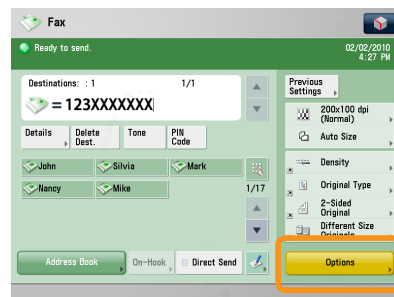 Fax
Ready to send.
02/02/2010
4:27 PM
Destinations: : 1
1/1
= 123XXXXXXX
Details
Delete
Dest.
Tone
PIN
Code
John
Silvia
Mark
Nancy
Mike
1/17
Address Book
On-Hook
Direct Send
Previous
Settings
200x100 dpi
(Normal)
Auto Size
Density
Original Type
2-Sided
Original
Different Size
Originals
Options